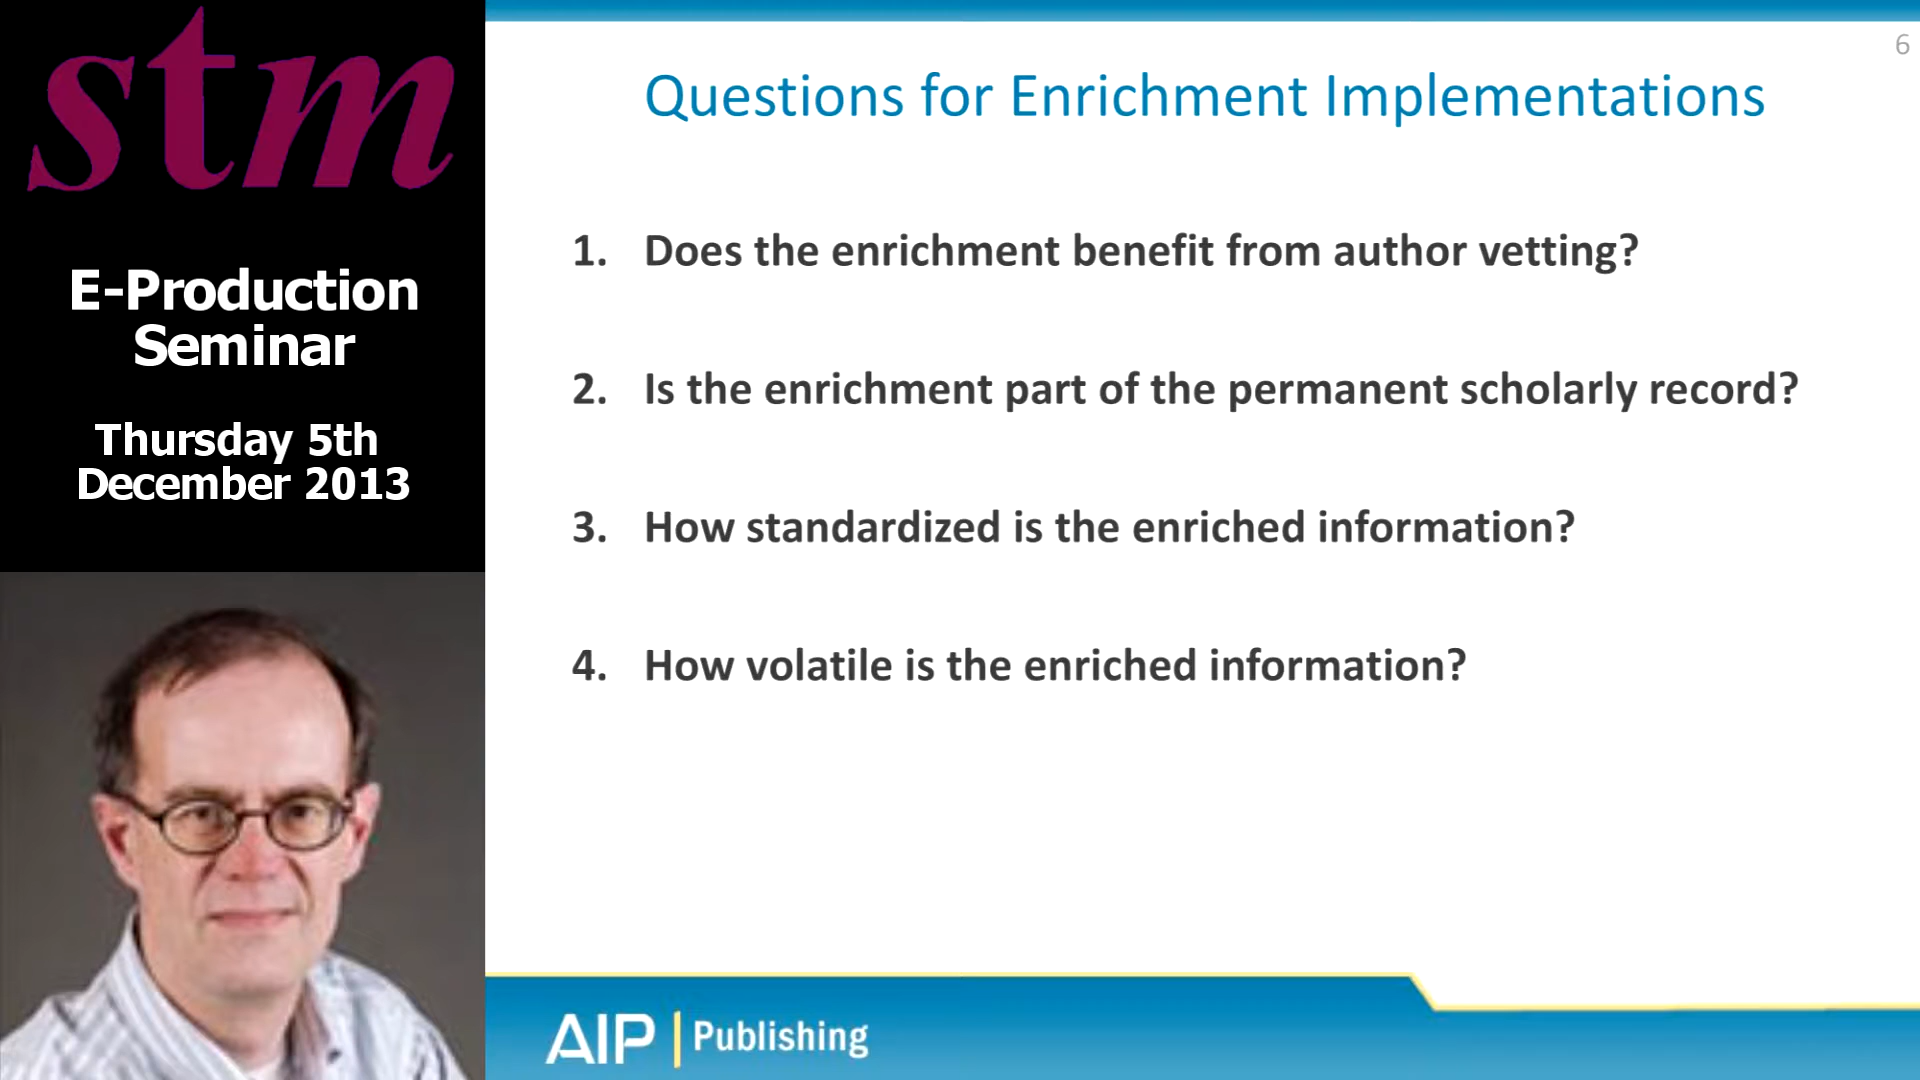 stm
E-Production
Seminar
Thursday 5th
December 2013
6
Questions for Enrichment Implementations
1. Does the enrichment benefit from author vetting?
2. Is the enrichment part of the permanent scholarly record?
3. How standardized is the enriched information?
4. How volatile is the enriched information?
AIP | Publishing